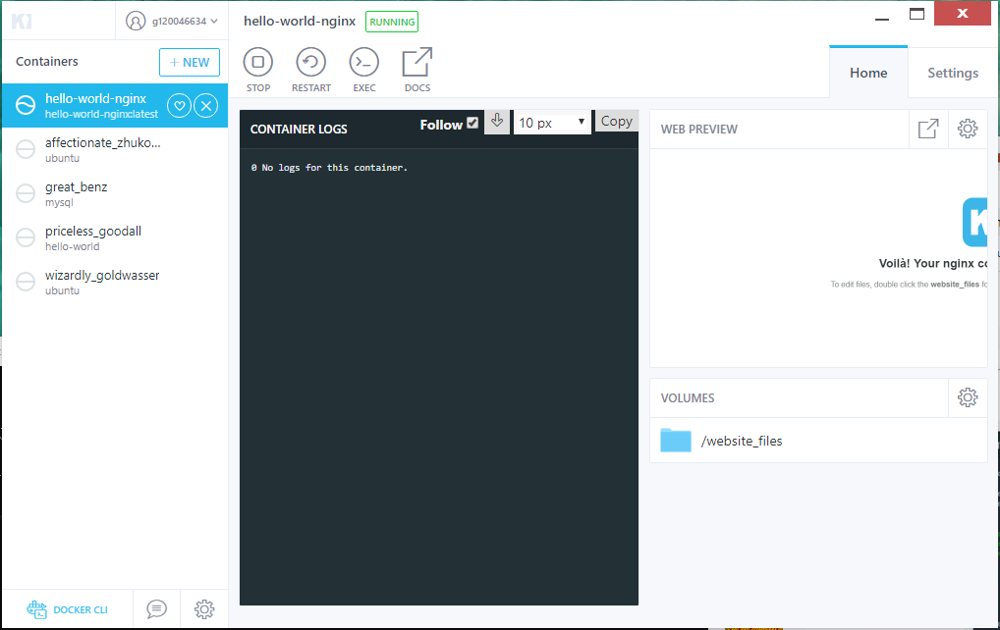 g120046634
hello-world-nginx RUNNING
Containers
+ NEW
hello-world-nginx
hello-world-nginx:latest
affectionate_zhuko...
ubuntu
great_benz
mysql
priceless_goodall
hello-world
wizardly_goldwasser
ubuntu
DOCKER CLI
STOP RESTART EXEC DOCS
Home Settings
CONTAINER LOGS Follow 10 px Copy
0 No logs for this container.
WEB PREVIEW
Voilà! Your nginx co
To edit files, double click the website_files fo
VOLUMES
/website_files